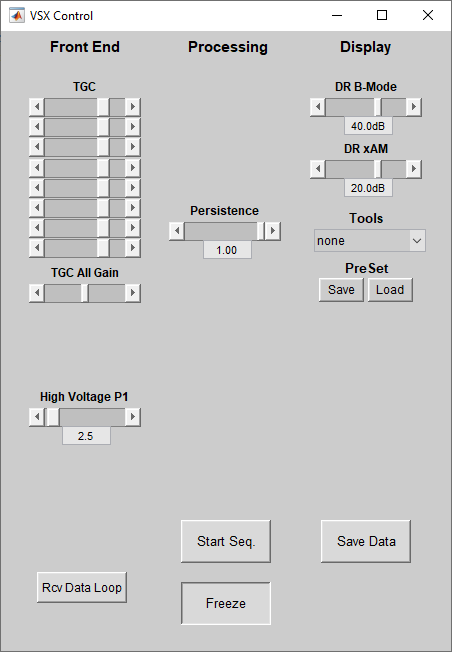 VSX Control
Front End
Processing
Display
TGC
DR B-Mode
40.0dB
DR xAM
20.0dB
Persistence
1.00
Tools
none
TGC All Gain
PreSet
Save
Load
High Voltage P1
2.5
Start Seq.
Save Data
Rcv Data Loop
Freeze